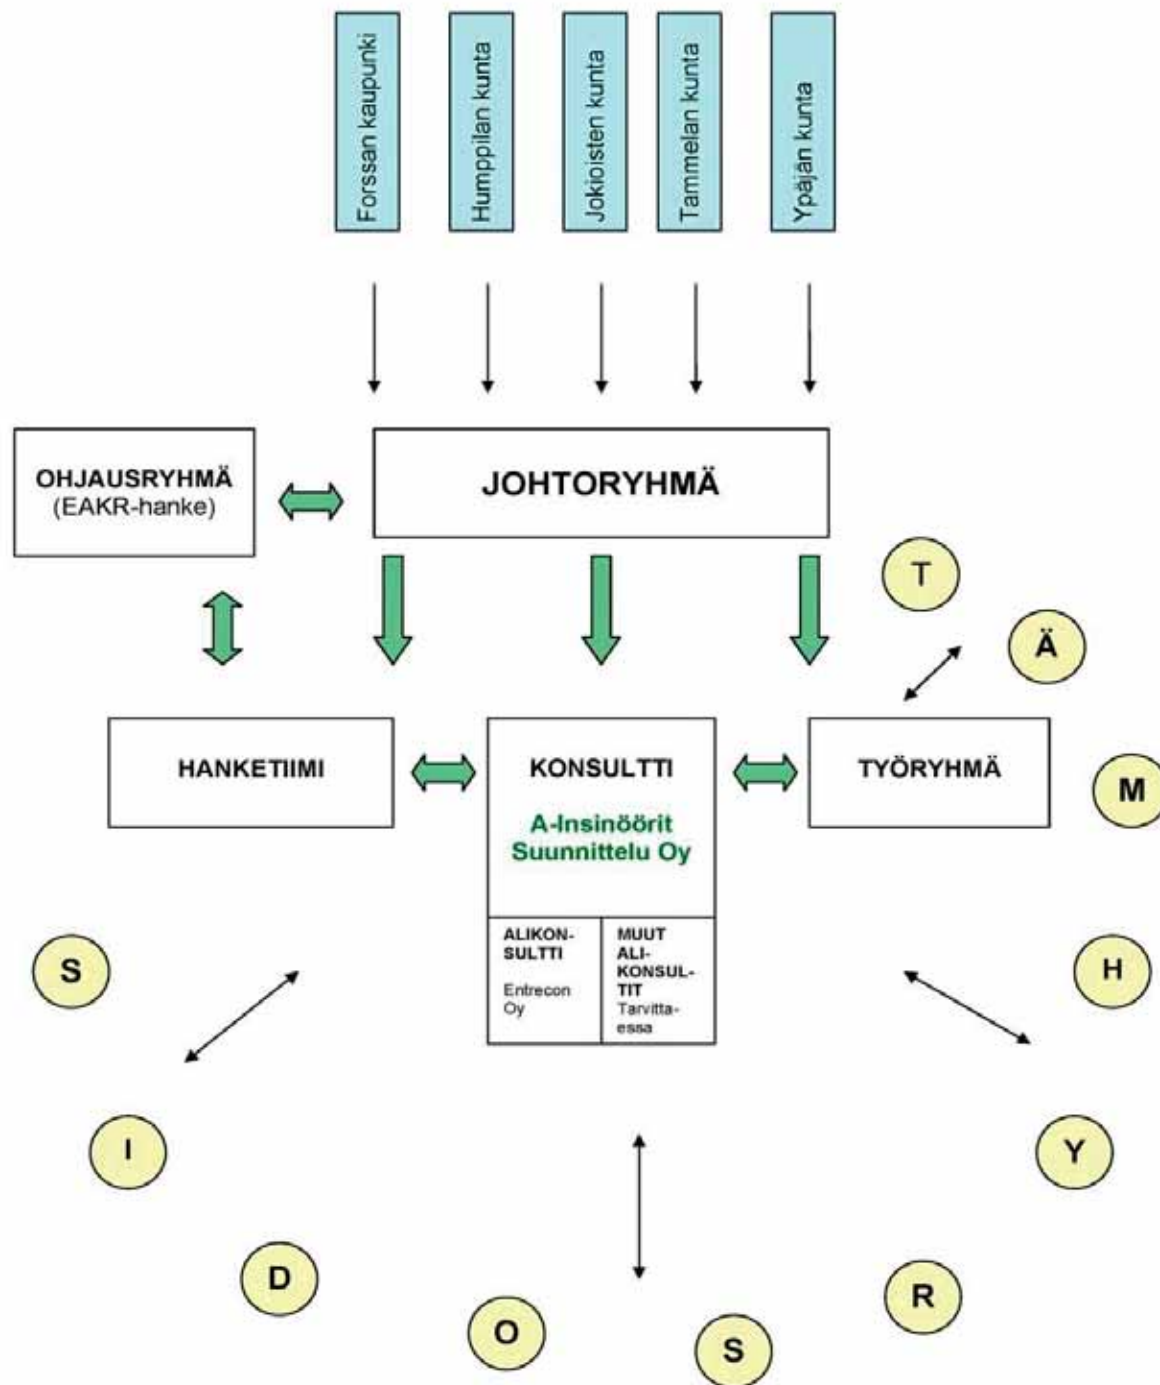 Forssan kaupunki
Humppilan kunta
Jokioisten kunta
Tammelan kunta
Ypäjän kunta
OHJAUSRYHMÄ
(EAKR-hanke)
JOHTORYHMÄ
HANKETIIMI
KONSULTTI
A-Insinöörit
Suunnittelu Oy
TYÖRYHMÄ
ALIKON-
SULTTI
Entrecon
Oy
MUUT
ALI-
KONSUL-
TIT
Tarvitta-
essa
S
I
D
O
S
R
Y
H
M
Ä
T